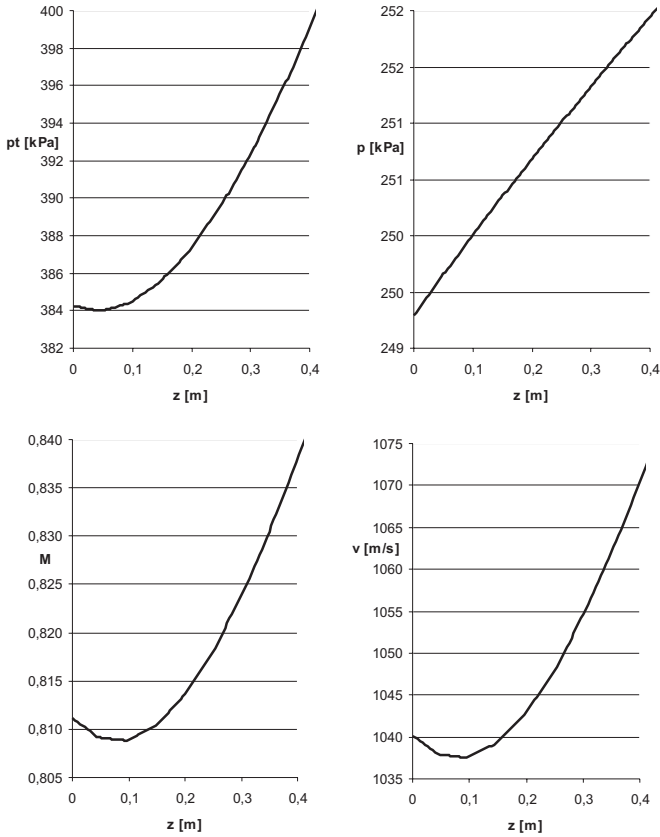 400
398
396
394
392
390
388
386
384
382
pt [kPa]
0 0,1 0,2 0,3 0,4
z [m]
252
252
251
251
250
250
249
p [kPa]
0 0,1 0,2 0,3 0,4
z [m]
0,840
0,835
0,830
0,825
0,820
0,815
0,810
0,805
M
0 0,1 0,2 0,3 0,4
z [m]
1075
1070
1065
1060
1055
1050
1045
1040
1035
v [m/s]
0 0,1 0,2 0,3 0,4
z [m]